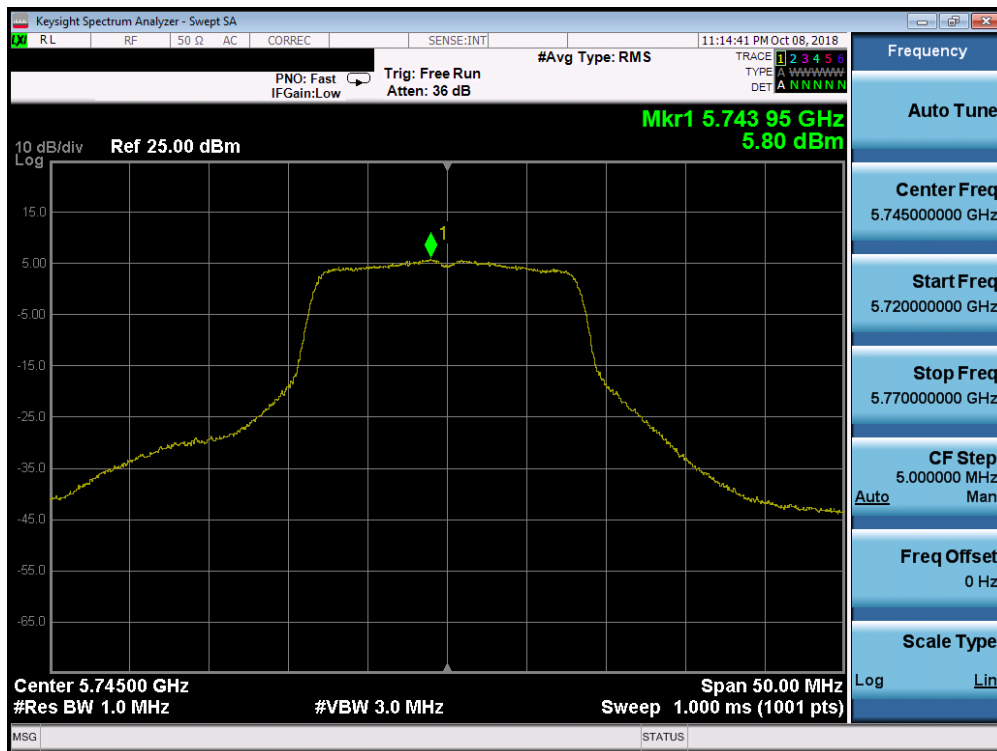 Keysight Spectrum Analyzer - Swept SA
LXI RL RF 50 Ω AC CORREC SENSE:INT 11:14:41 PM Oct 08, 2018
#Avg Type: RMS
TRACE 1 2 3 4 5 6
PNO: Fast Trig: Free Run
TYPE A WWWWW
IFGain:Low Atten: 36 dB
DET A N N N N N
Mkr1 5.743 95 GHz
5.80 dBm
10 dB/div Ref 25.00 dBm
Log
1
15.0
5.00
-5.00
-15.0
-25.0
-35.0
-45.0
-55.0
-65.0
Center 5.74500 GHz Span 50.00 MHz
#Res BW 1.0 MHz #VBW 3.0 MHz Sweep 1.000 ms (1001 pts)
MSG STATUS
Frequency
Auto Tune
Center Freq
5.745000000 GHz
Start Freq
5.720000000 GHz
Stop Freq
5.770000000 GHz
CF Step
5.000000 MHz
Auto Man
Freq Offset
0 Hz
Scale Type
Log Lin